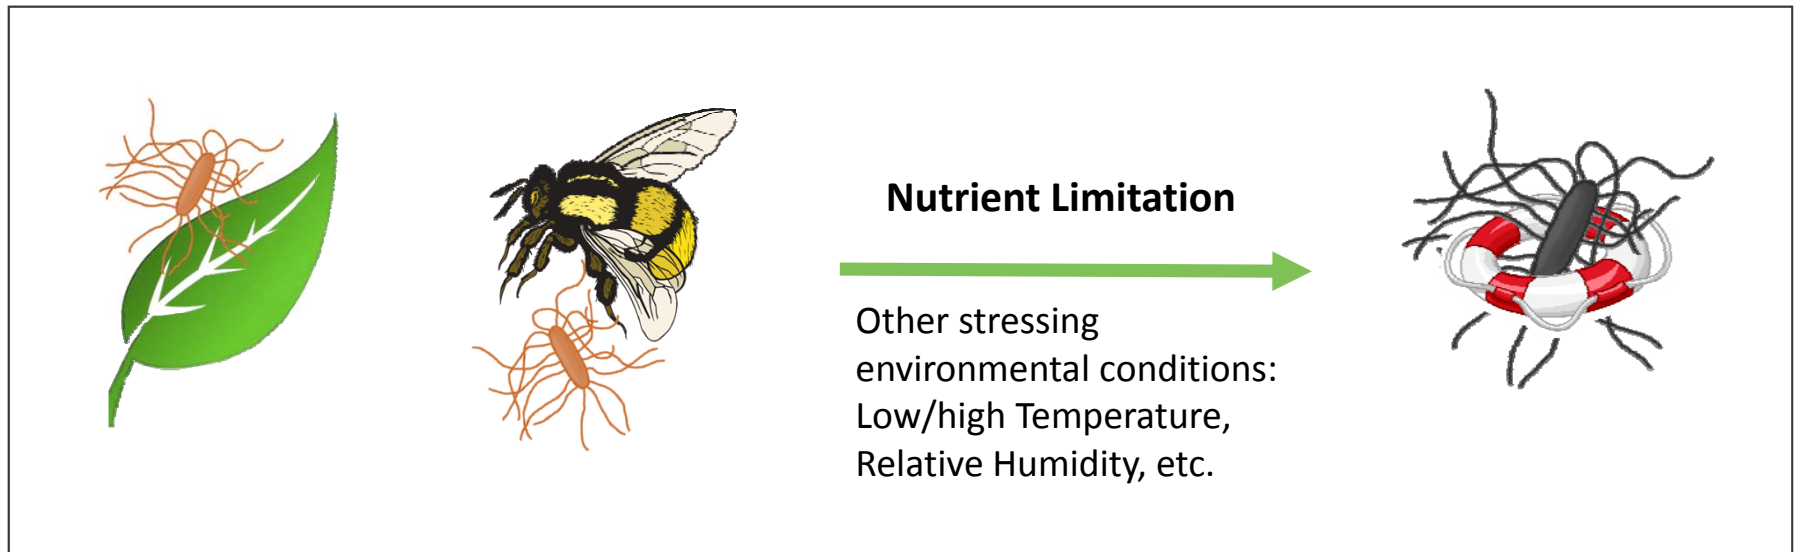 Nutrient Limitation
Other stressing
environmental conditions:
Low/high Temperature,
Relative Humidity, etc.